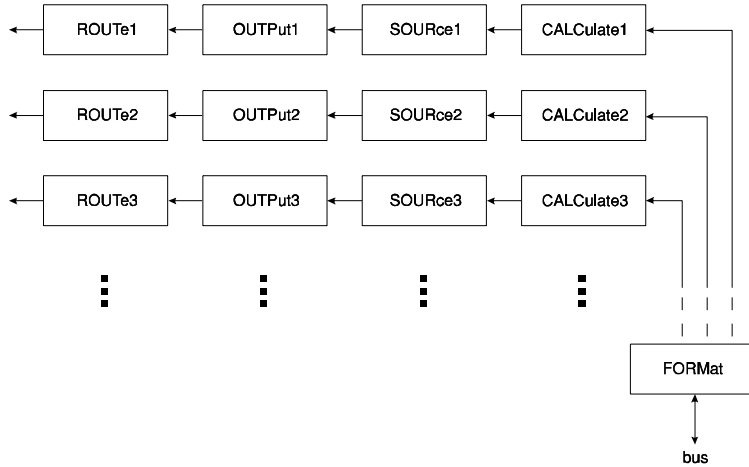 ROUTe1 OUTPut1 SOURce1 CALCulate1
ROUTe2 OUTPut2 SOURce2 CALCulate2
ROUTe3 OUTPut3 SOURce3 CALCulate3
FORMat
bus